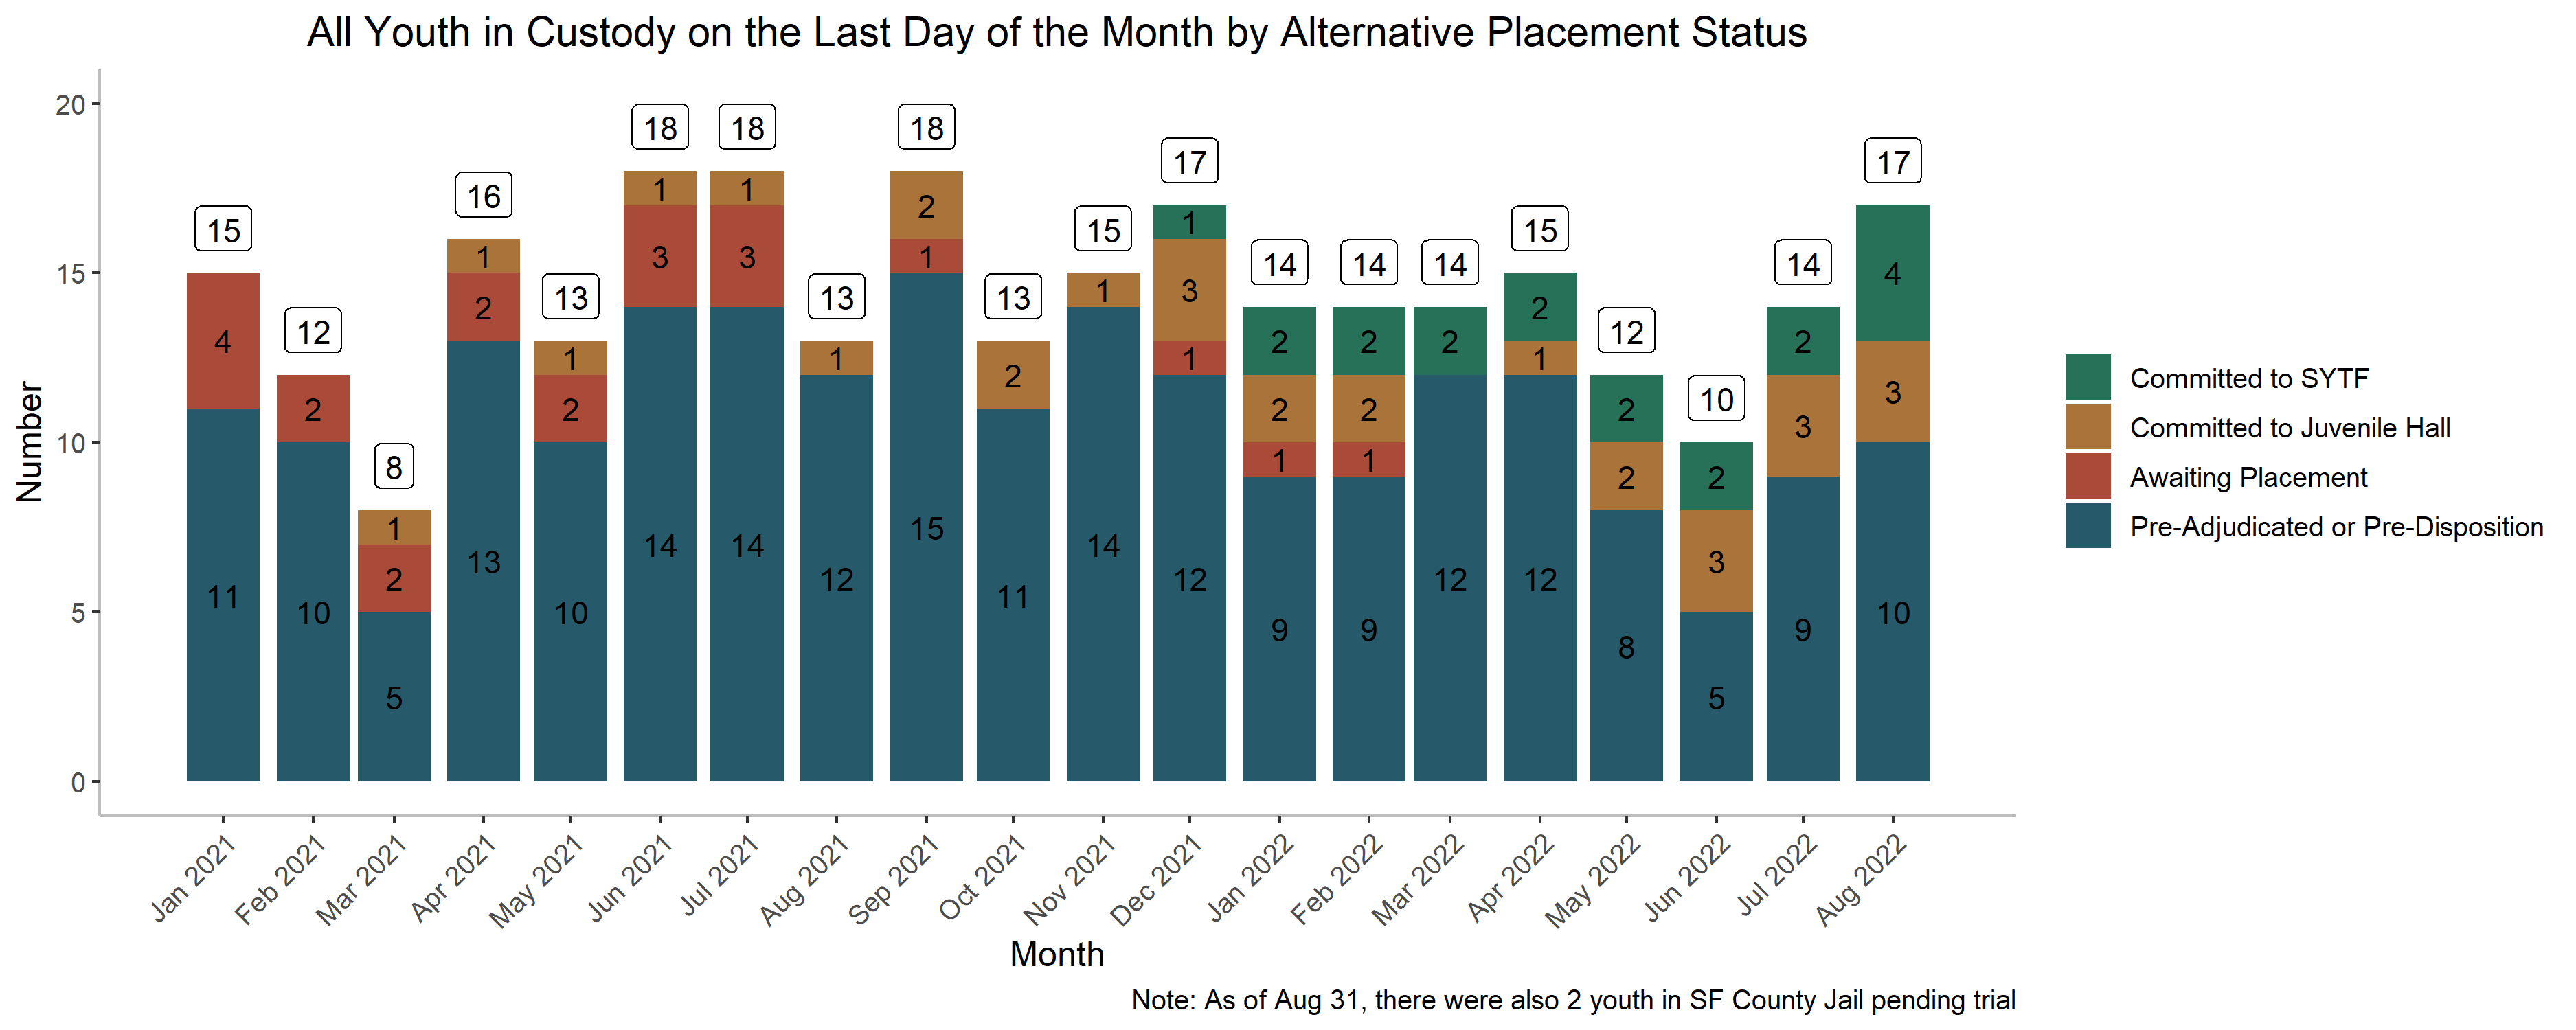 All Youth in Custody on the Last Day of the Month by Alternative Placement Status
Number
20
15
10
5
0
15
4
11
12
2
10
8
1
2
5
16
1
2
13
13
1
2
10
18
1
3
14
18
1
3
14
13
1
12
18
2
1
15
13
2
11
15
1
14
17
1
3
1
12
14
2
2
1
9
14
2
2
1
9
14
2
12
15
2
1
12
12
2
2
8
10
2
3
5
14
2
3
9
17
4
3
10
Jan 2021
Feb 2021
Mar 2021
Apr 2021
May 2021
Jun 2021
Jul 2021
Aug 2021
Sep 2021
Oct 2021
Nov 2021
Dec 2021
Jan 2022
Feb 2022
Mar 2022
Apr 2022
May 2022
Jun 2022
Jul 2022
Aug 2022
Month
Committed to SYTF
Committed to Juvenile Hall
Awaiting Placement
Pre-Adjudicated or Pre-Disposition
Note: As of Aug 31, there were also 2 youth in SF County Jail pending trial